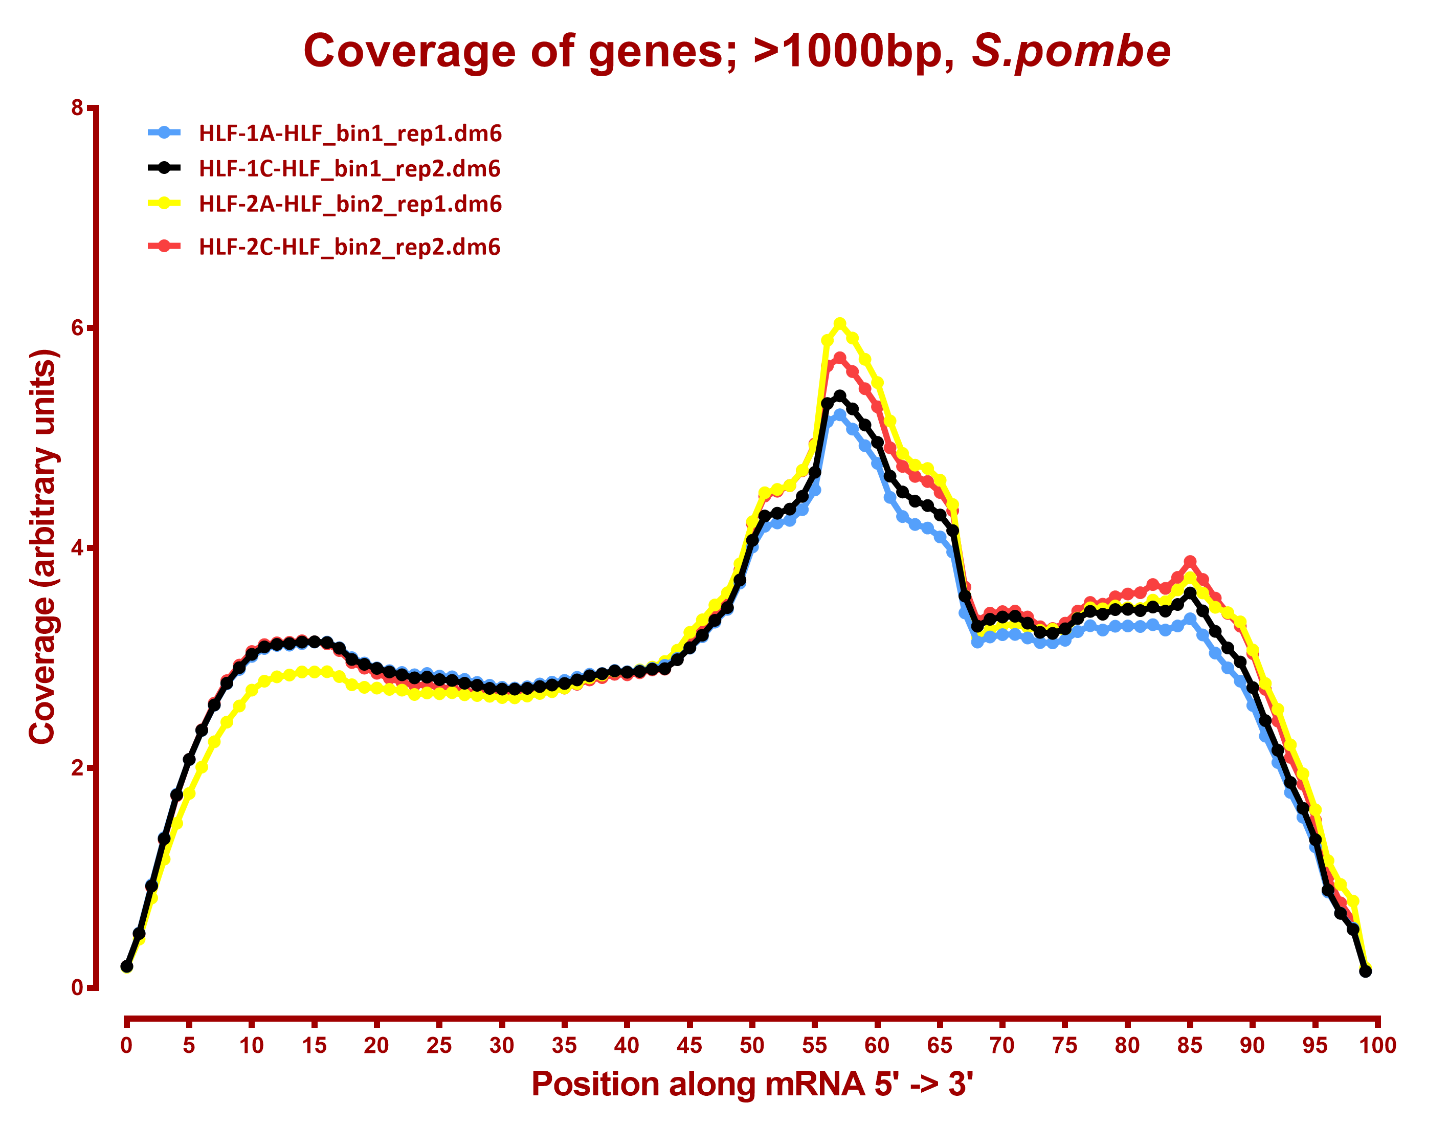 Coverage of genes; >1000bp, S.pombe
8
HLF-1A-HLF_bin1_rep1.dm6
HLF-1C-HLF_bin1_rep2.dm6
HLF-2A-HLF_bin2_rep1.dm6
HLF-2C-HLF_bin2_rep2.dm6
6
4
2
0
Coverage (arbitrary units)
0 5 10 15 20 25 30 35 40 45 50 55 60 65 70 75 80 85 90 95 100
Position along mRNA 5' -> 3'